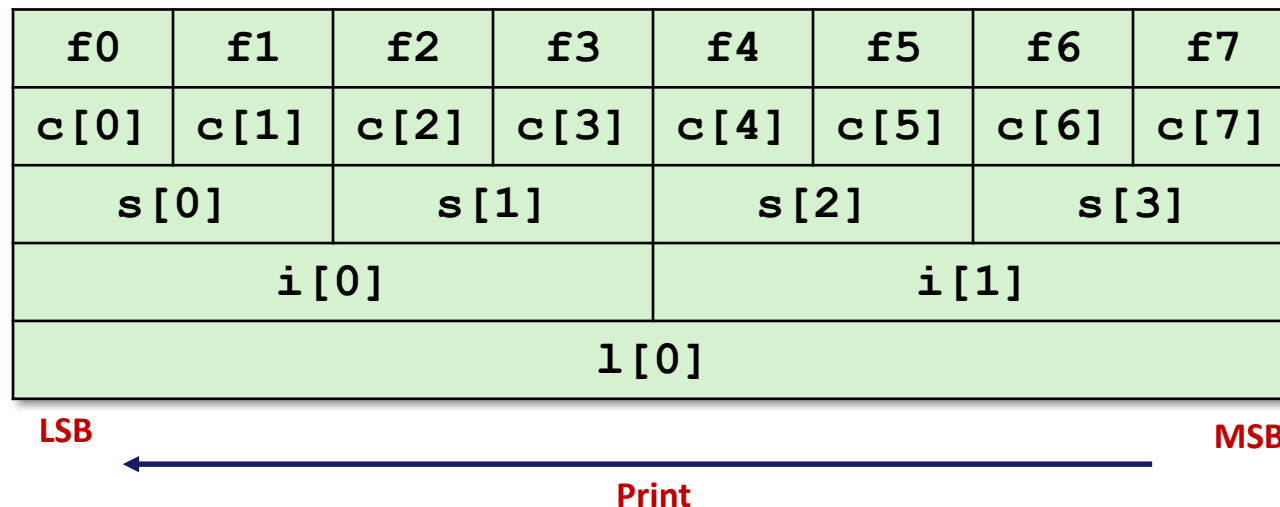 f0 f1 f2 f3 f4 f5 f6 f7
c[0] c[1] c[2] c[3] c[4] c[5] c[6] c[7]
s[0] s[1] s[2] s[3]
i[0] i[1]
l[0]
LSB MSB
Print